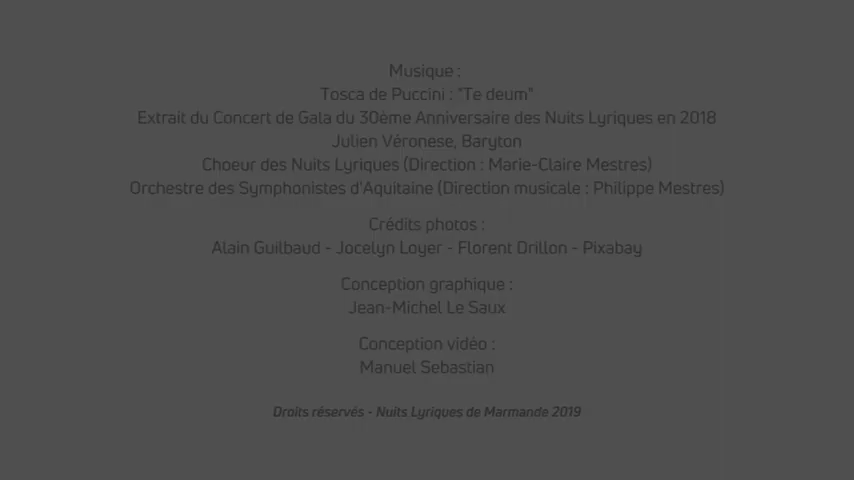 Musique :
Tosca de Puccini : "Te deum"
Extrait du Concert de Gala du 30ème Anniversaire des Nuits Lyriques en 2018
Julien Véronese, Baryton
Choeur des Nuits Lyriques (Direction : Marie-Claire Mestres)
Orchestre des Symphonistes d'Aquitaine (Direction musicale : Philippe Mestres)
Crédits photos :
Alain Guilbaud - Jocelyn Loyer - Florent Drillon - Pixabay
Conception graphique :
Jean-Michel Le Saux
Conception vidéo :
Manuel Sebastian
Droits réservés - Nuits Lyriques de Marmande 2019